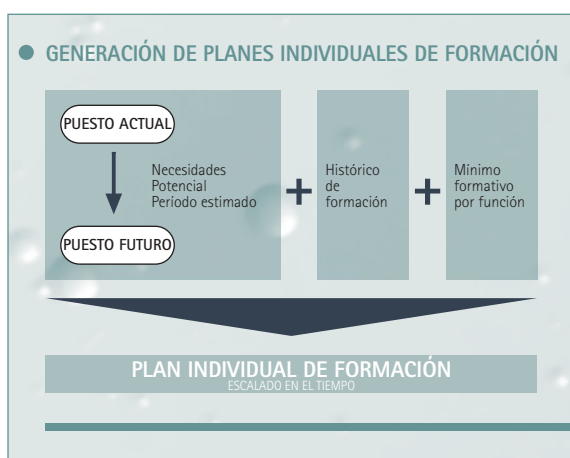 GENERACIÓN DE PLANES INDIVIDUALES DE FORMACIÓN
PUESTO ACTUAL
Necesidades
Potencial
Período estimado
PUESTO FUTURO
+
Histórico
de
formación
+
Mínimo
formativo
por función
PLAN INDIVIDUAL DE FORMACIÓN
ESCALADO EN EL TIEMPO